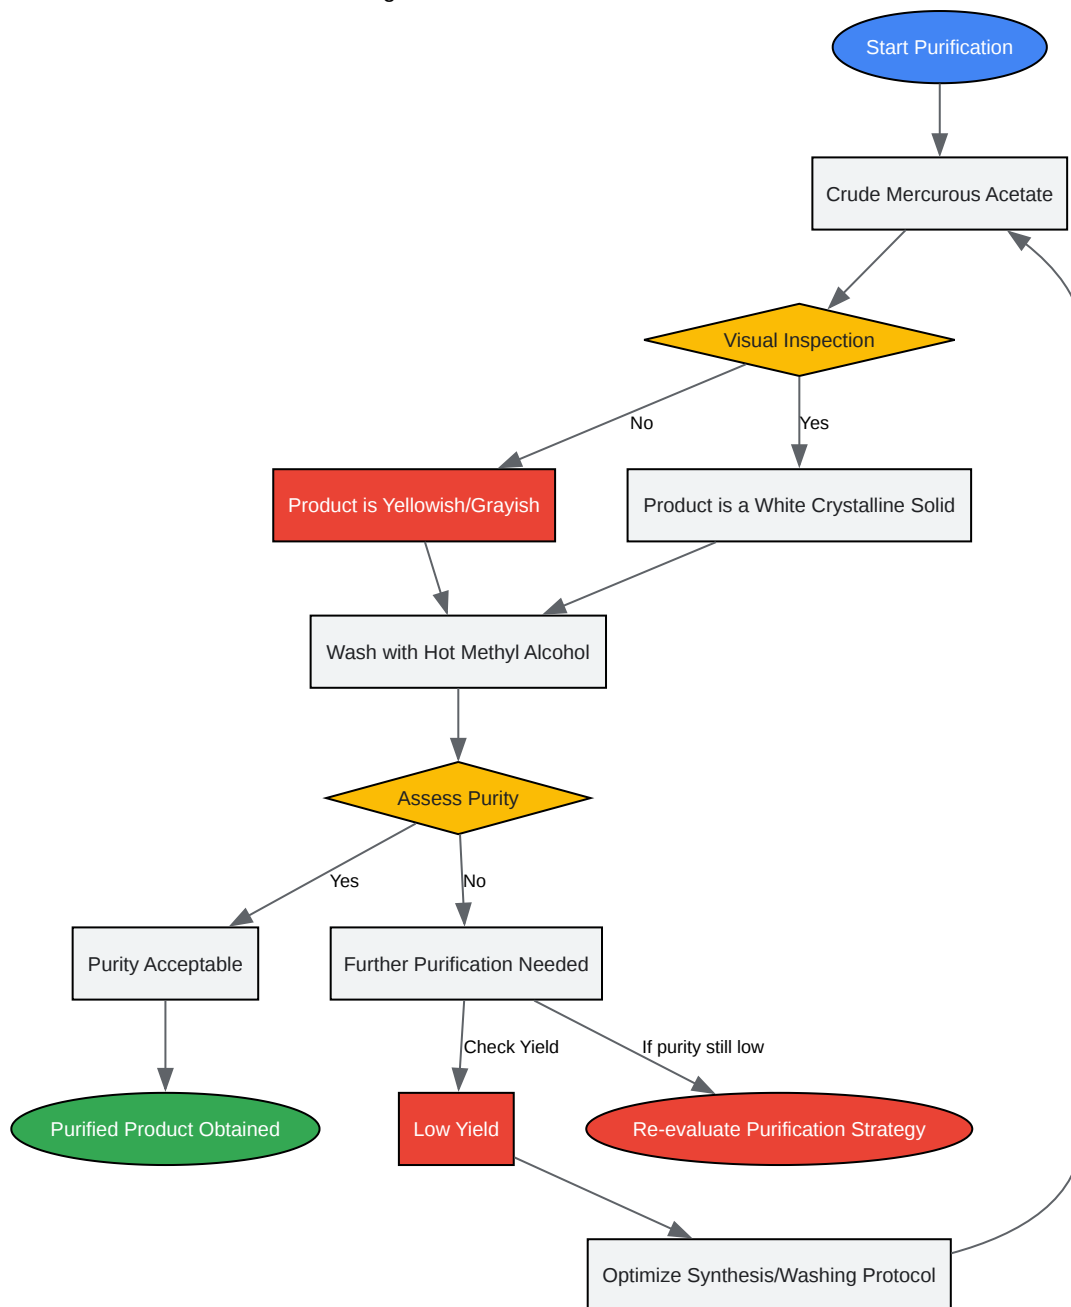 Start Purification
Crude Mercurous Acetate
Visual Inspection
No
Yes
Product is Yellowish/Grayish
Product is a White Crystalline Solid
Wash with Hot Methyl Alcohol
Assess Purity
Yes
No
Purity Acceptable
Further Purification Needed
Check Yield
If purity still low
Purified Product Obtained
Low Yield
Re-evaluate Purification Strategy
Optimize Synthesis/Washing Protocol